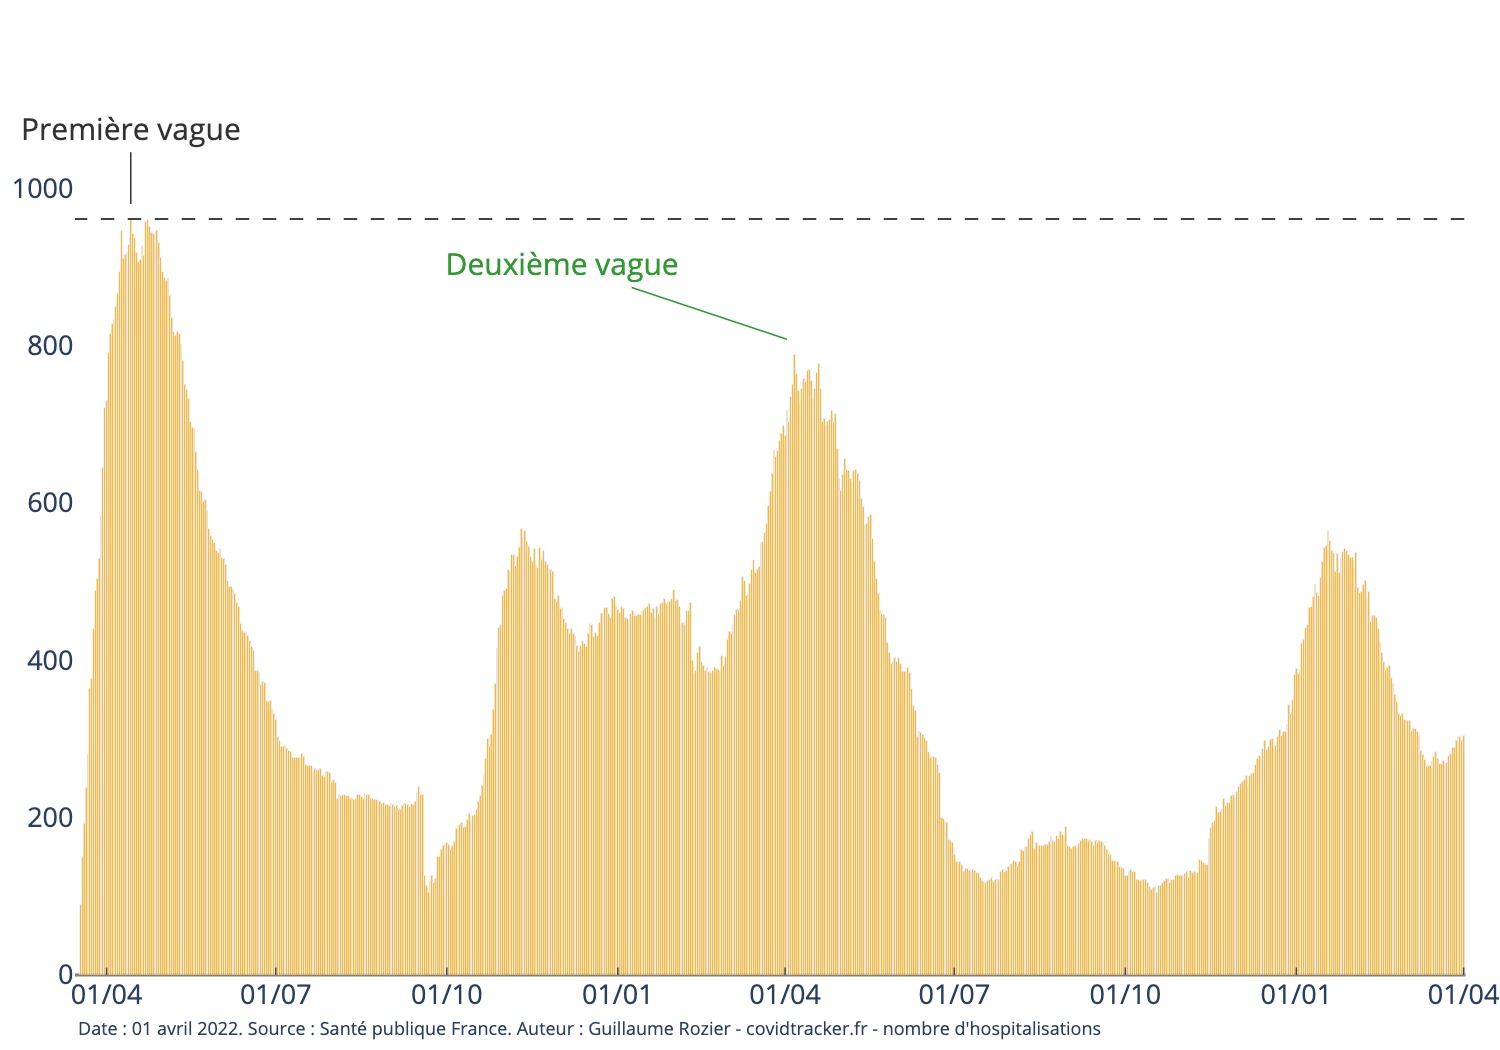 Première vague
1000
Deuxième vague
800
600
400
200
0
01/04 01/07 01/10 01/01 01/04 01/07 01/10 01/01 01/04
Date : 01 avril 2022. Source : Santé publique France. Auteur : Guillaume Rozier - covidtracker.fr - nombre d'hospitalisations